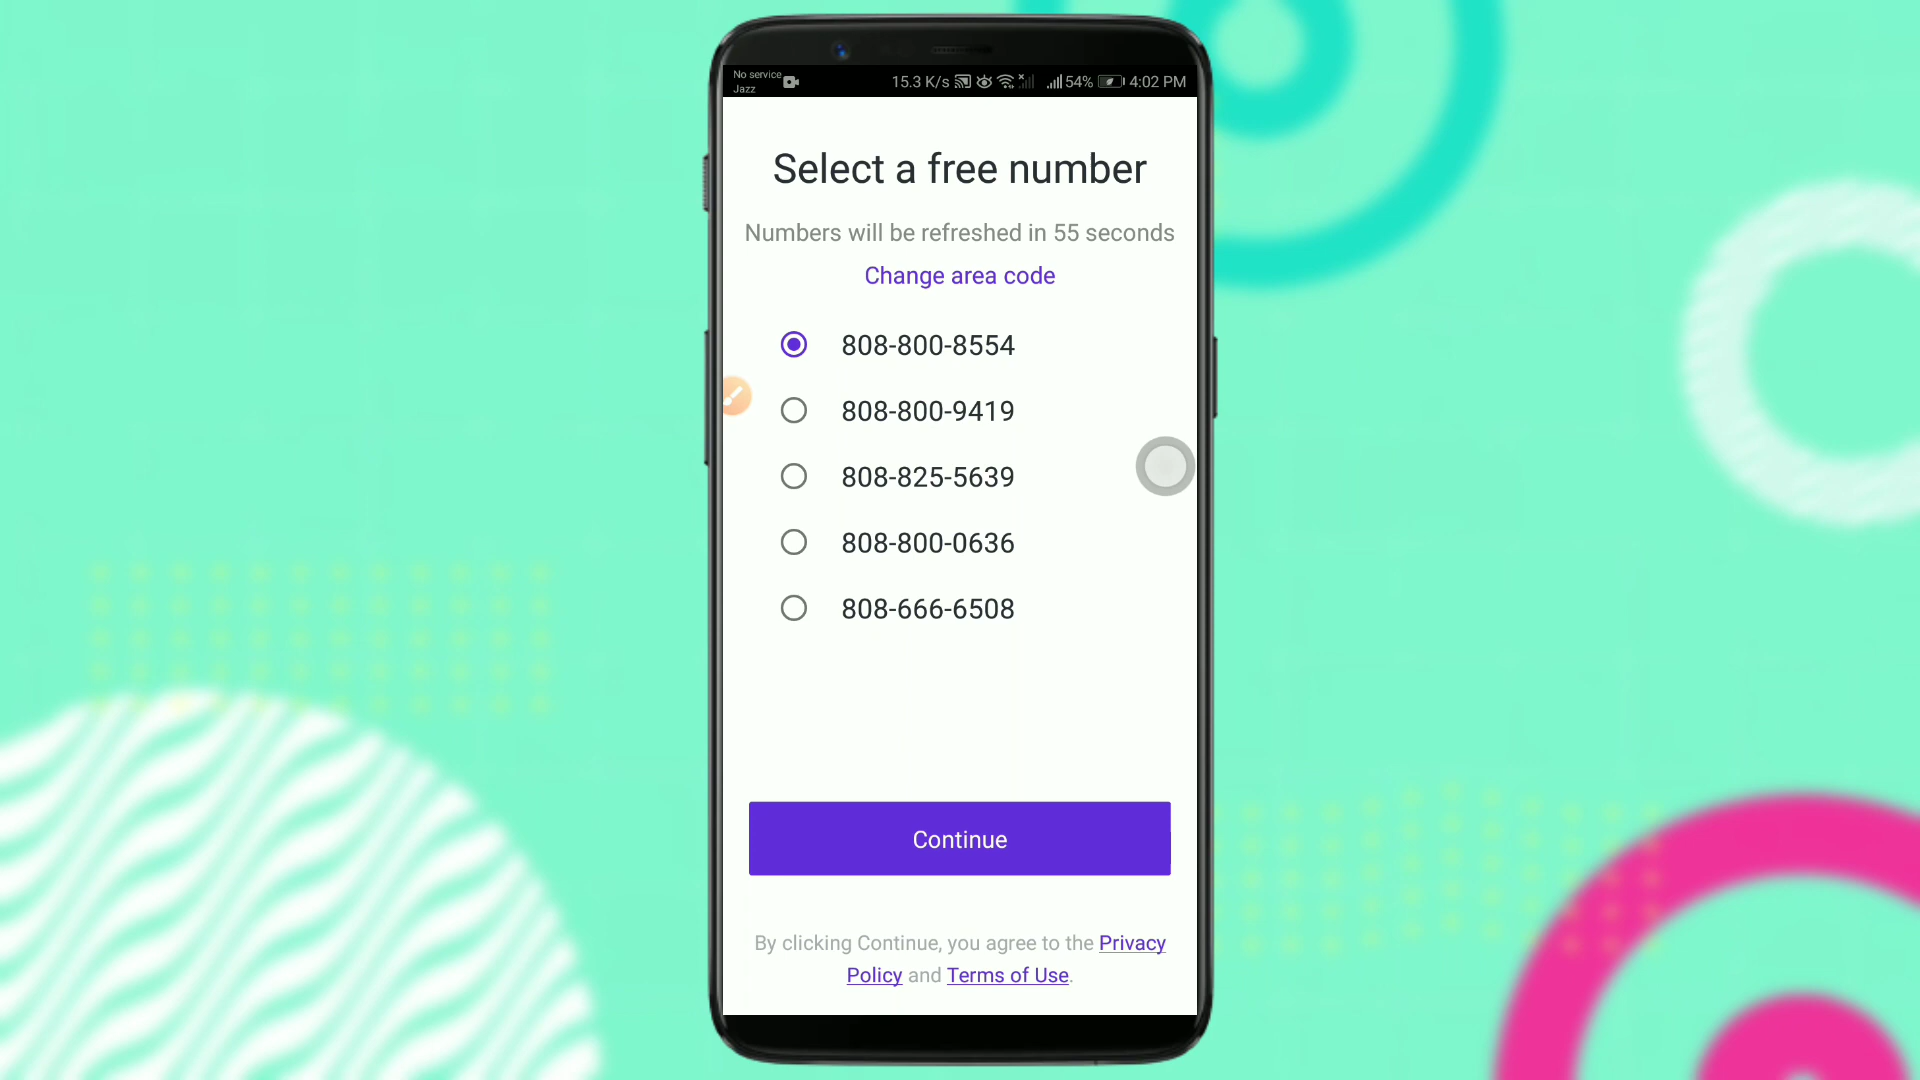 No service
Jazz
15.3 K/s 54% 4:02 PM
Select a free number
Numbers will be refreshed in 55 seconds
Change area code
808-800-8554
808-800-9419
808-825-5639
808-800-0636
808-666-6508
Continue
By clicking Continue, you agree to the Privacy
Policy and Terms of Use.